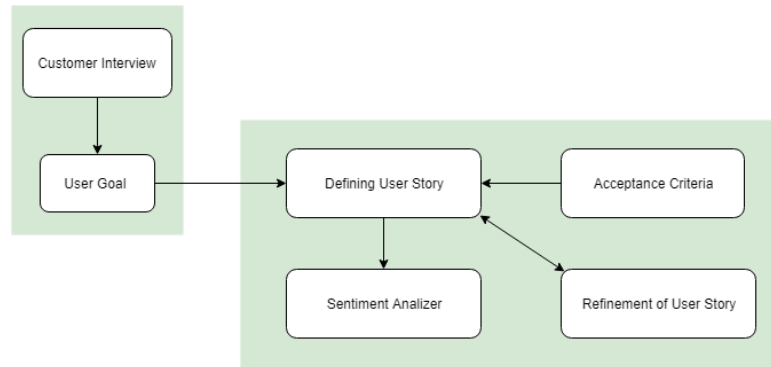 Customer Interview
User Goal
Defining User Story
Acceptance Criteria
Sentiment Analizer
Refinement of User Story